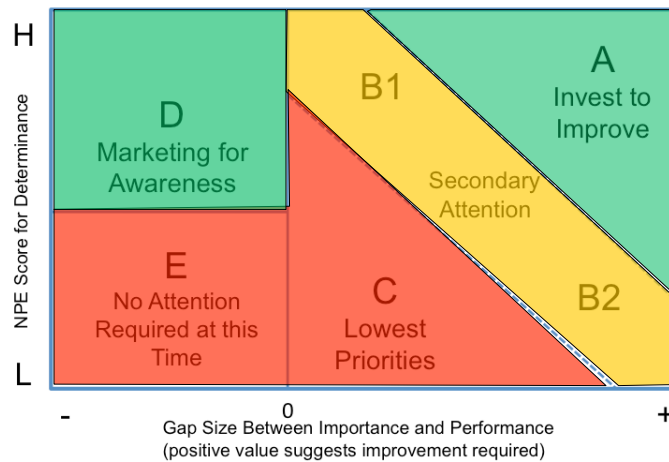 H
NPE Score for Determinance
L
D
Marketing for
Awareness
B1
A
Invest to
Improve
Secondary
Attention
E
No Attention
Required at this
Time
C
Lowest
Priorities
B2
-
0
+
Gap Size Between Importance and Performance
(positive value suggests improvement required)